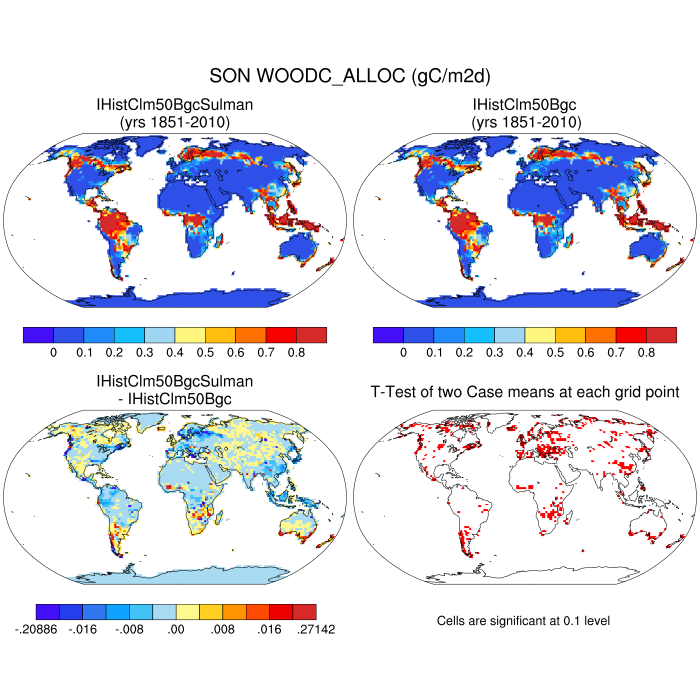 SON WOODC_ALLOC (gC/m2d)
IHistClm50BgcSulman
(yrs 1851-2010)
IHistClm50Bgc
(yrs 1851-2010)
0 0.1 0.2 0.3 0.4 0.5 0.6 0.7 0.8
0 0.1 0.2 0.3 0.4 0.5 0.6 0.7 0.8
IHistClm50BgcSulman
- IHistClm50Bgc
T-Test of two Case means at each grid point
-.20886 -.016 -.008 .00 .008 .016 .27142
Cells are significant at 0.1 level